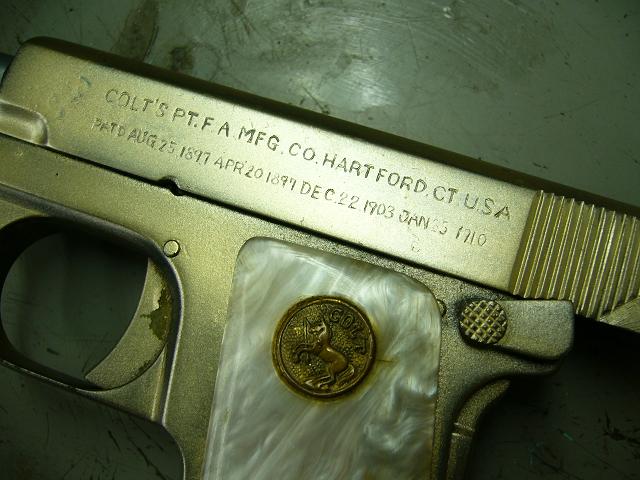 COLT'S PT. F. A. MFG. CO. HARTFORD. CT. U.S.A
PAT'D AUG. 25 1897 APR 20 1897 DEC. 22 1903 JAN 25 1910
COLT